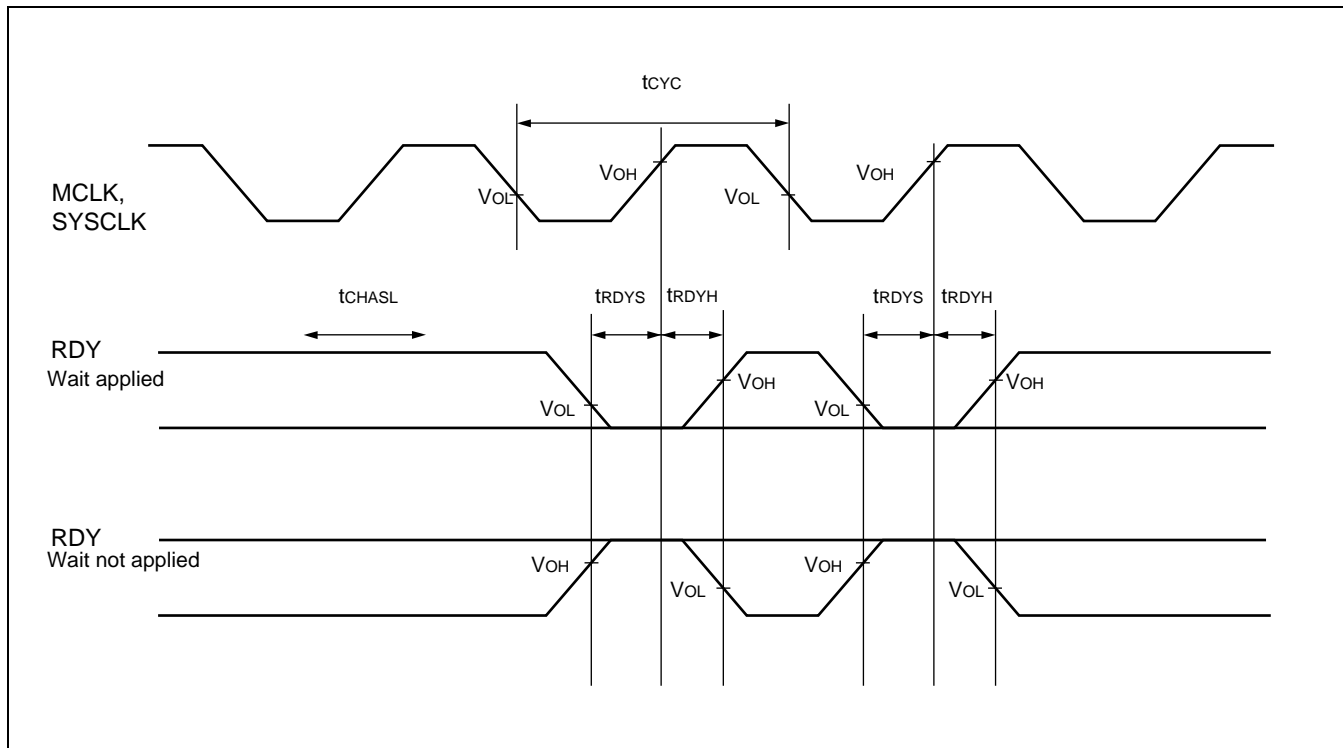 tCYC
VOH
VOH
VOL
VOL
MCLK,
SYSCLK
tCHASL
tRDYS
tRDYH
tRDYS
tRDYH
RDY
Wait applied
VOH
VOH
VOL
VOL
RDY
Wait not applied
VOH
VOH
VOL
VOL